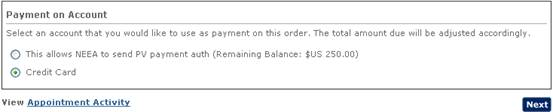 Payment on Account
Select an account that you would like to use as payment on this order. The total amount due will be adjusted accordingly.
This allows NEEA to send PV payment auth (Remaining Balance: $US 250.00)
Credit Card
View Appointment Activity
Next